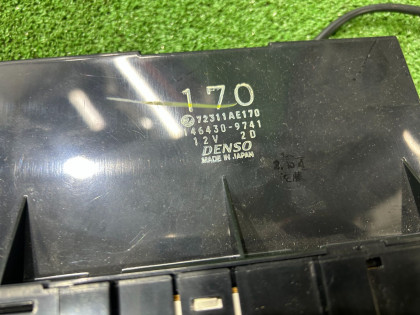 170
72311AE170
146430-9741
12V 2D
DENSO
MADE IN JAPAN